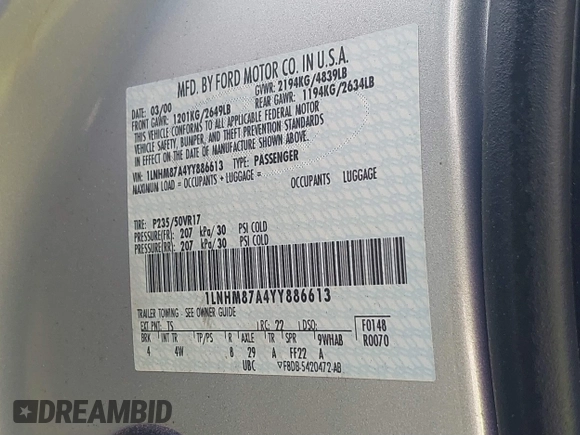 MFD. BY FORD MOTOR CO. IN U.S.A.
DATE: 03/00 GVWR: 2194KG/4839LB
FRONT GAWR: 1201KG/2649LB REAR GAWR: 1194KG/2634LB
THIS VEHICLE CONFORMS TO ALL APPLICABLE FEDERAL MOTOR
VEHICLE SAFETY, BUMPER, AND THEFT PREVENTION STANDARDS
IN EFFECT ON THE DATE OF MANUFACTURE SHOWN ABOVE.
VIN: 1LNHM87A4YY886613 TYPE: PASSENGER
MAXIMUM LOAD = OCCUPANTS + LUGGAGE = OCCUPANTS LUGGAGE
TIRE: P235/50VR17
PRESSURE(FR) 207 kPa/30 PSI COLD
PRESSURE(RR) 207 kPa/30 PSI COLD
1LNHM87A4YY886613
TRAILER TOWING - SEE OWNER GUIDE
EXT PNT: TS RC: 22 DSO: F0148
BRK INT TR TP/PS R AXLE TR SPR 9WHAB R0070
4 4W 8 29 A FF22 A
UBC F8DB-5420472-AB
DREAMBID